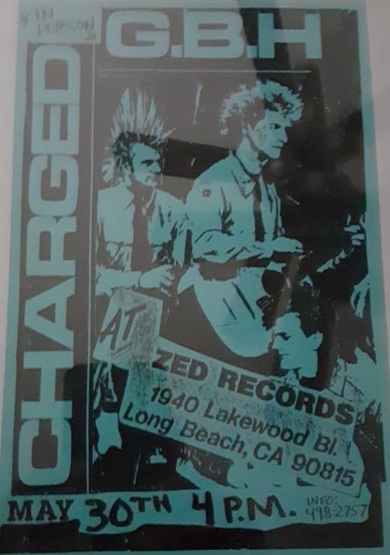 * IN
PERSON *
G.B.H
CHARGED
AT
ZED RECORDS
1940 Lakewood Bl.
Long Beach, CA 90815
MAY 30TH 4 P.M.
INFO:
498-2757